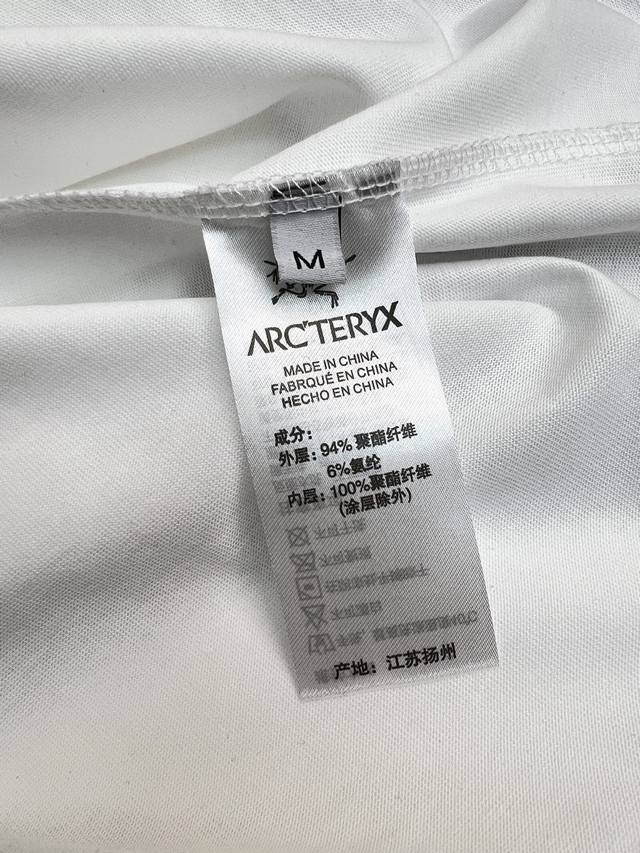 M
ARC'TERYX
MADE IN CHINA
FABRQUÉ EN CHINA
HECHO EN CHINA
成分：
外层：94% 聚酯纤维
6%氨纶
内层：100%聚酯纤维
(涂层除外)
产地：江苏扬州